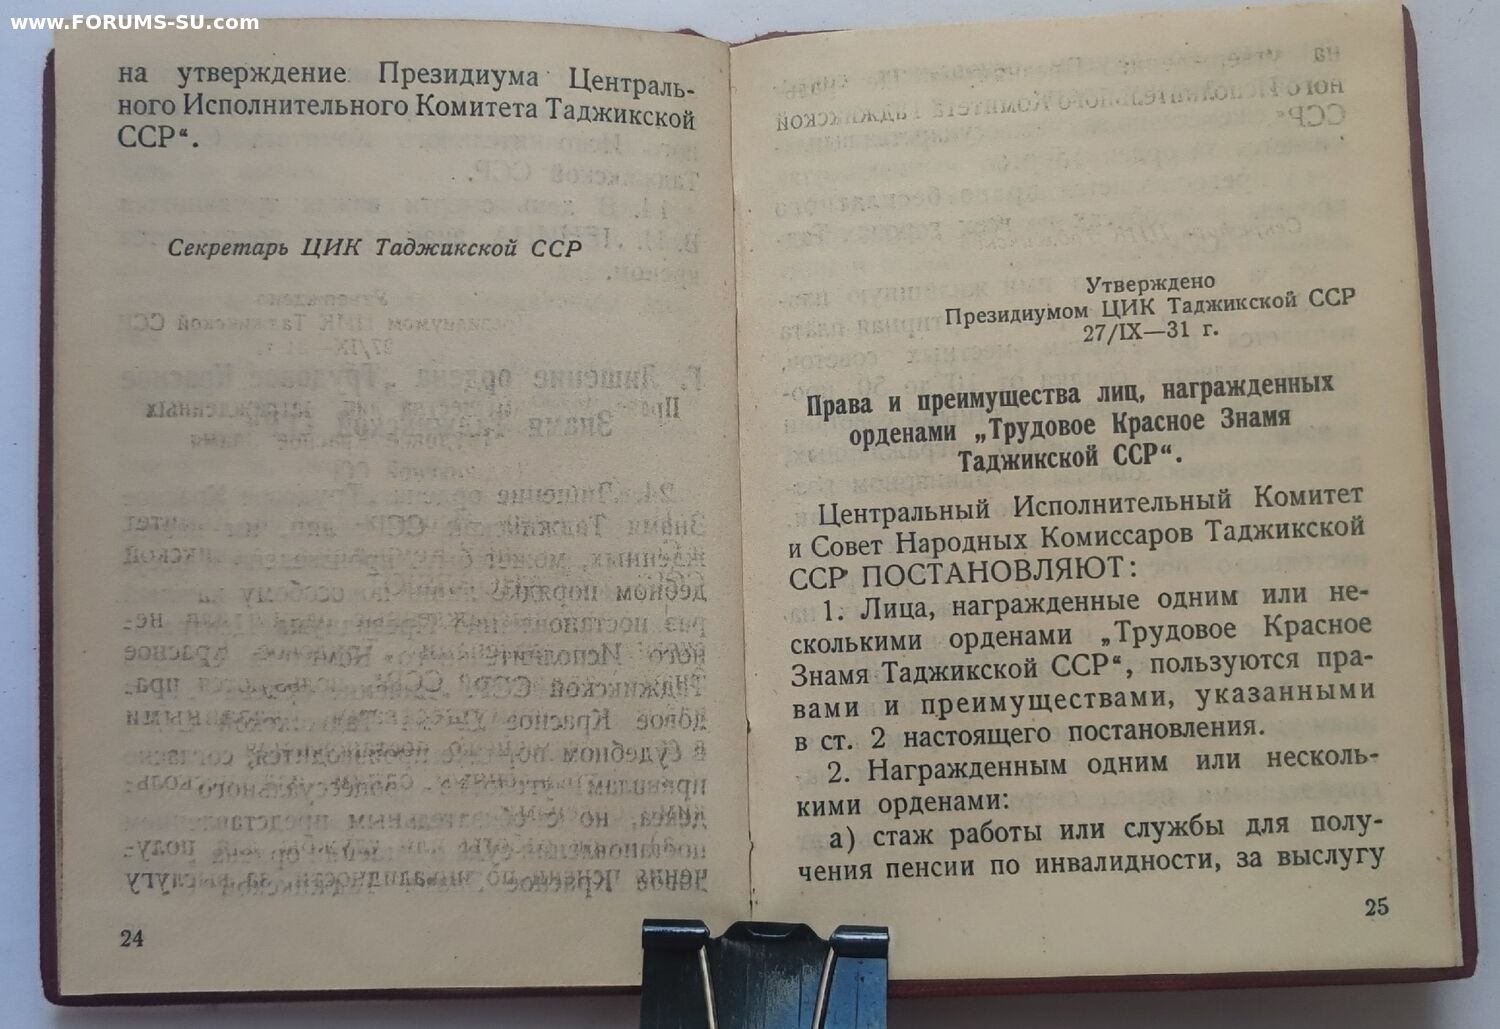 www.FORUMS-SU.com
на утверждение Президиума Централь-
ного Исполнительного Комитета Таджикской
ССР“.
Секретарь ЦИК Таджикской ССР
24
Утверждено
Президиумом ЦИК Таджикской ССР
27/IX—31 г.
Права и преимущества лиц, награжденных
орденами „Трудовое Красное Знамя
Таджикской ССР“.
Центральный Исполнительный Комитет
и Совет Народных Комиссаров Таджикской
ССР ПОСТАНОВЛЯЮТ:
1. Лица, награжденные одним или не-
сколькими орденами „Трудовое Красное
Знамя Таджикской ССР“, пользуются пра-
вами и преимуществами, указанными
в ст. 2 настоящего постановления.
2. Награжденным одним или несколь-
кими орденами:
а) стаж работы или службы для полу-
чения пенсии по инвалидности, за выслугу
25